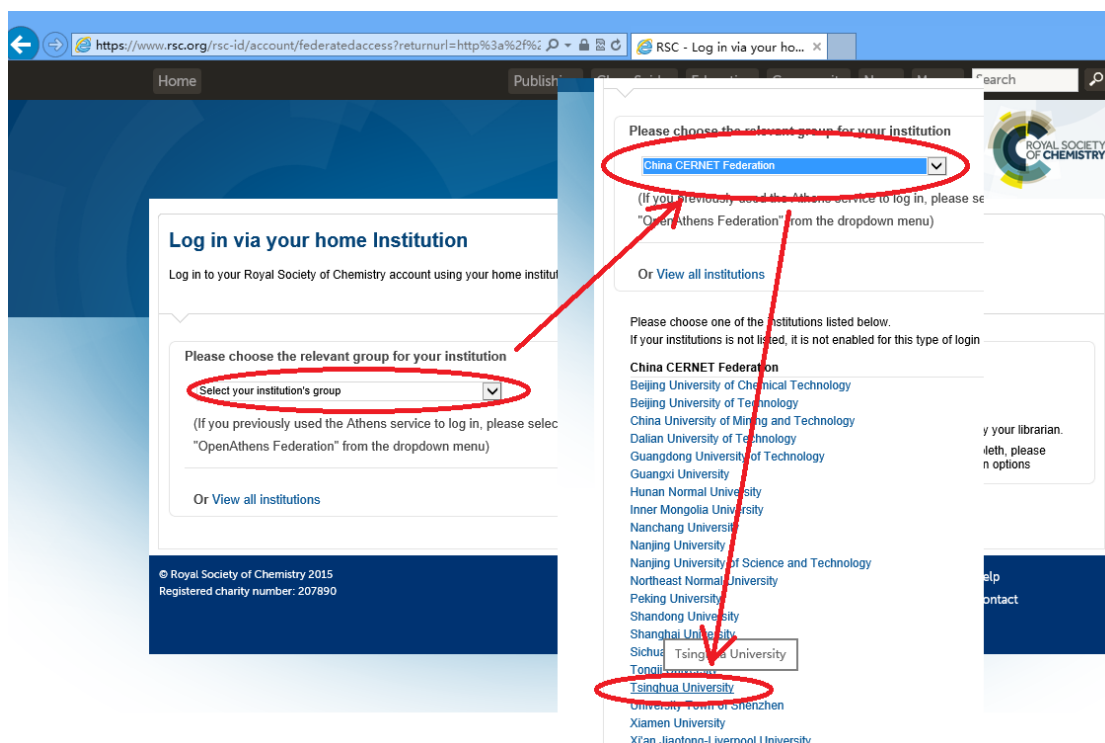 https://www.rsc.org/rsc-id/account/federatedaccess?returnurl=http%3a%2f%
RSC - Log in via your ho...
Home
Search
ROYAL SOCIETY
OF CHEMISTRY
Log in via your home Institution
Log in to your Royal Society of Chemistry account using your home
Please choose the relevant group for your institution
Select your institution's group
(If you previously used the Athens service to log in, please
"OpenAthens Federation" from the dropdown menu)
Or View all institutions
© Royal Society of Chemistry 2015
Registered charity number: 207890
Please choose the relevant group for your institution
China CERNET Federation
(If you previously used the Athens service to log in, please
"OpenAthens Federation" from the dropdown menu)
Or View all institutions
Please choose one of the institutions listed below.
If your institutions is not listed, it is not enabled for this type of login
China CERNET Federation
Beijing University of Chemical Technology
Beijing University of Technology
China University of Mining and Technology
Dalian University of Technology
Guangdong University of Technology
Guangxi University
Hunan Normal University
Inner Mongolia University
Nanchang University
Nanjing University
Nanjing University of Science and Technology
Northeast Normal University
Peking University
Shandong University
Shanghai University
Tsinghua University
Tongji University
Tsinghua University
University Town of Shenzhen
Xiamen University
Xi'an Jiaotong-Liverpool University
your librarian.
please
options